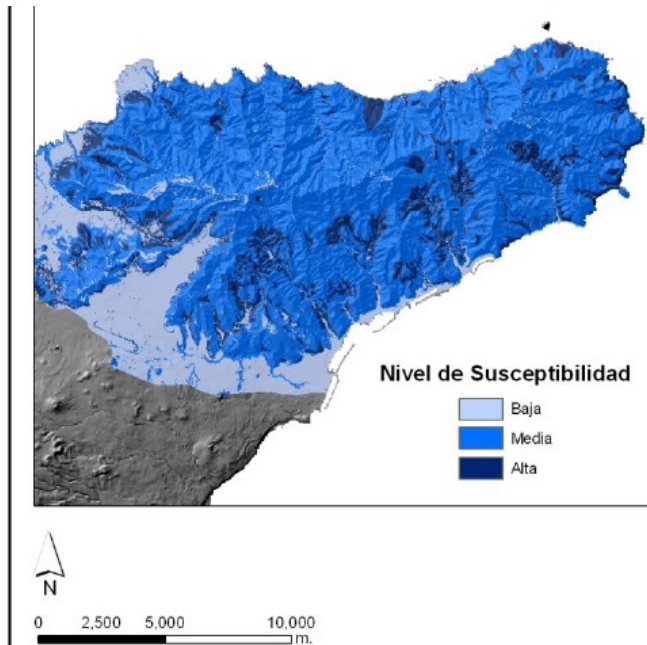 Nivel de Susceptibilidad
Baja
Media
Alta
N
0 2,500 5,000 10,000
m.